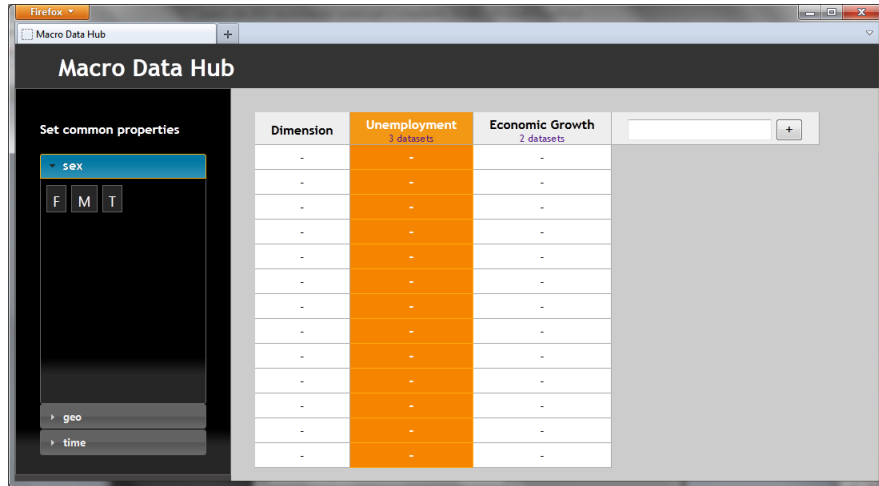 Firefox
Macro Data Hub
+
Macro Data Hub
Set common properties
sex
F M T
geo
time
Dimension Unemployment Economic Growth +
3 datasets 2 datasets
- - -
- - -
- - -
- - -
- - -
- - -
- - -
- - -
- - -
- - -
- - -
- - -
- - -